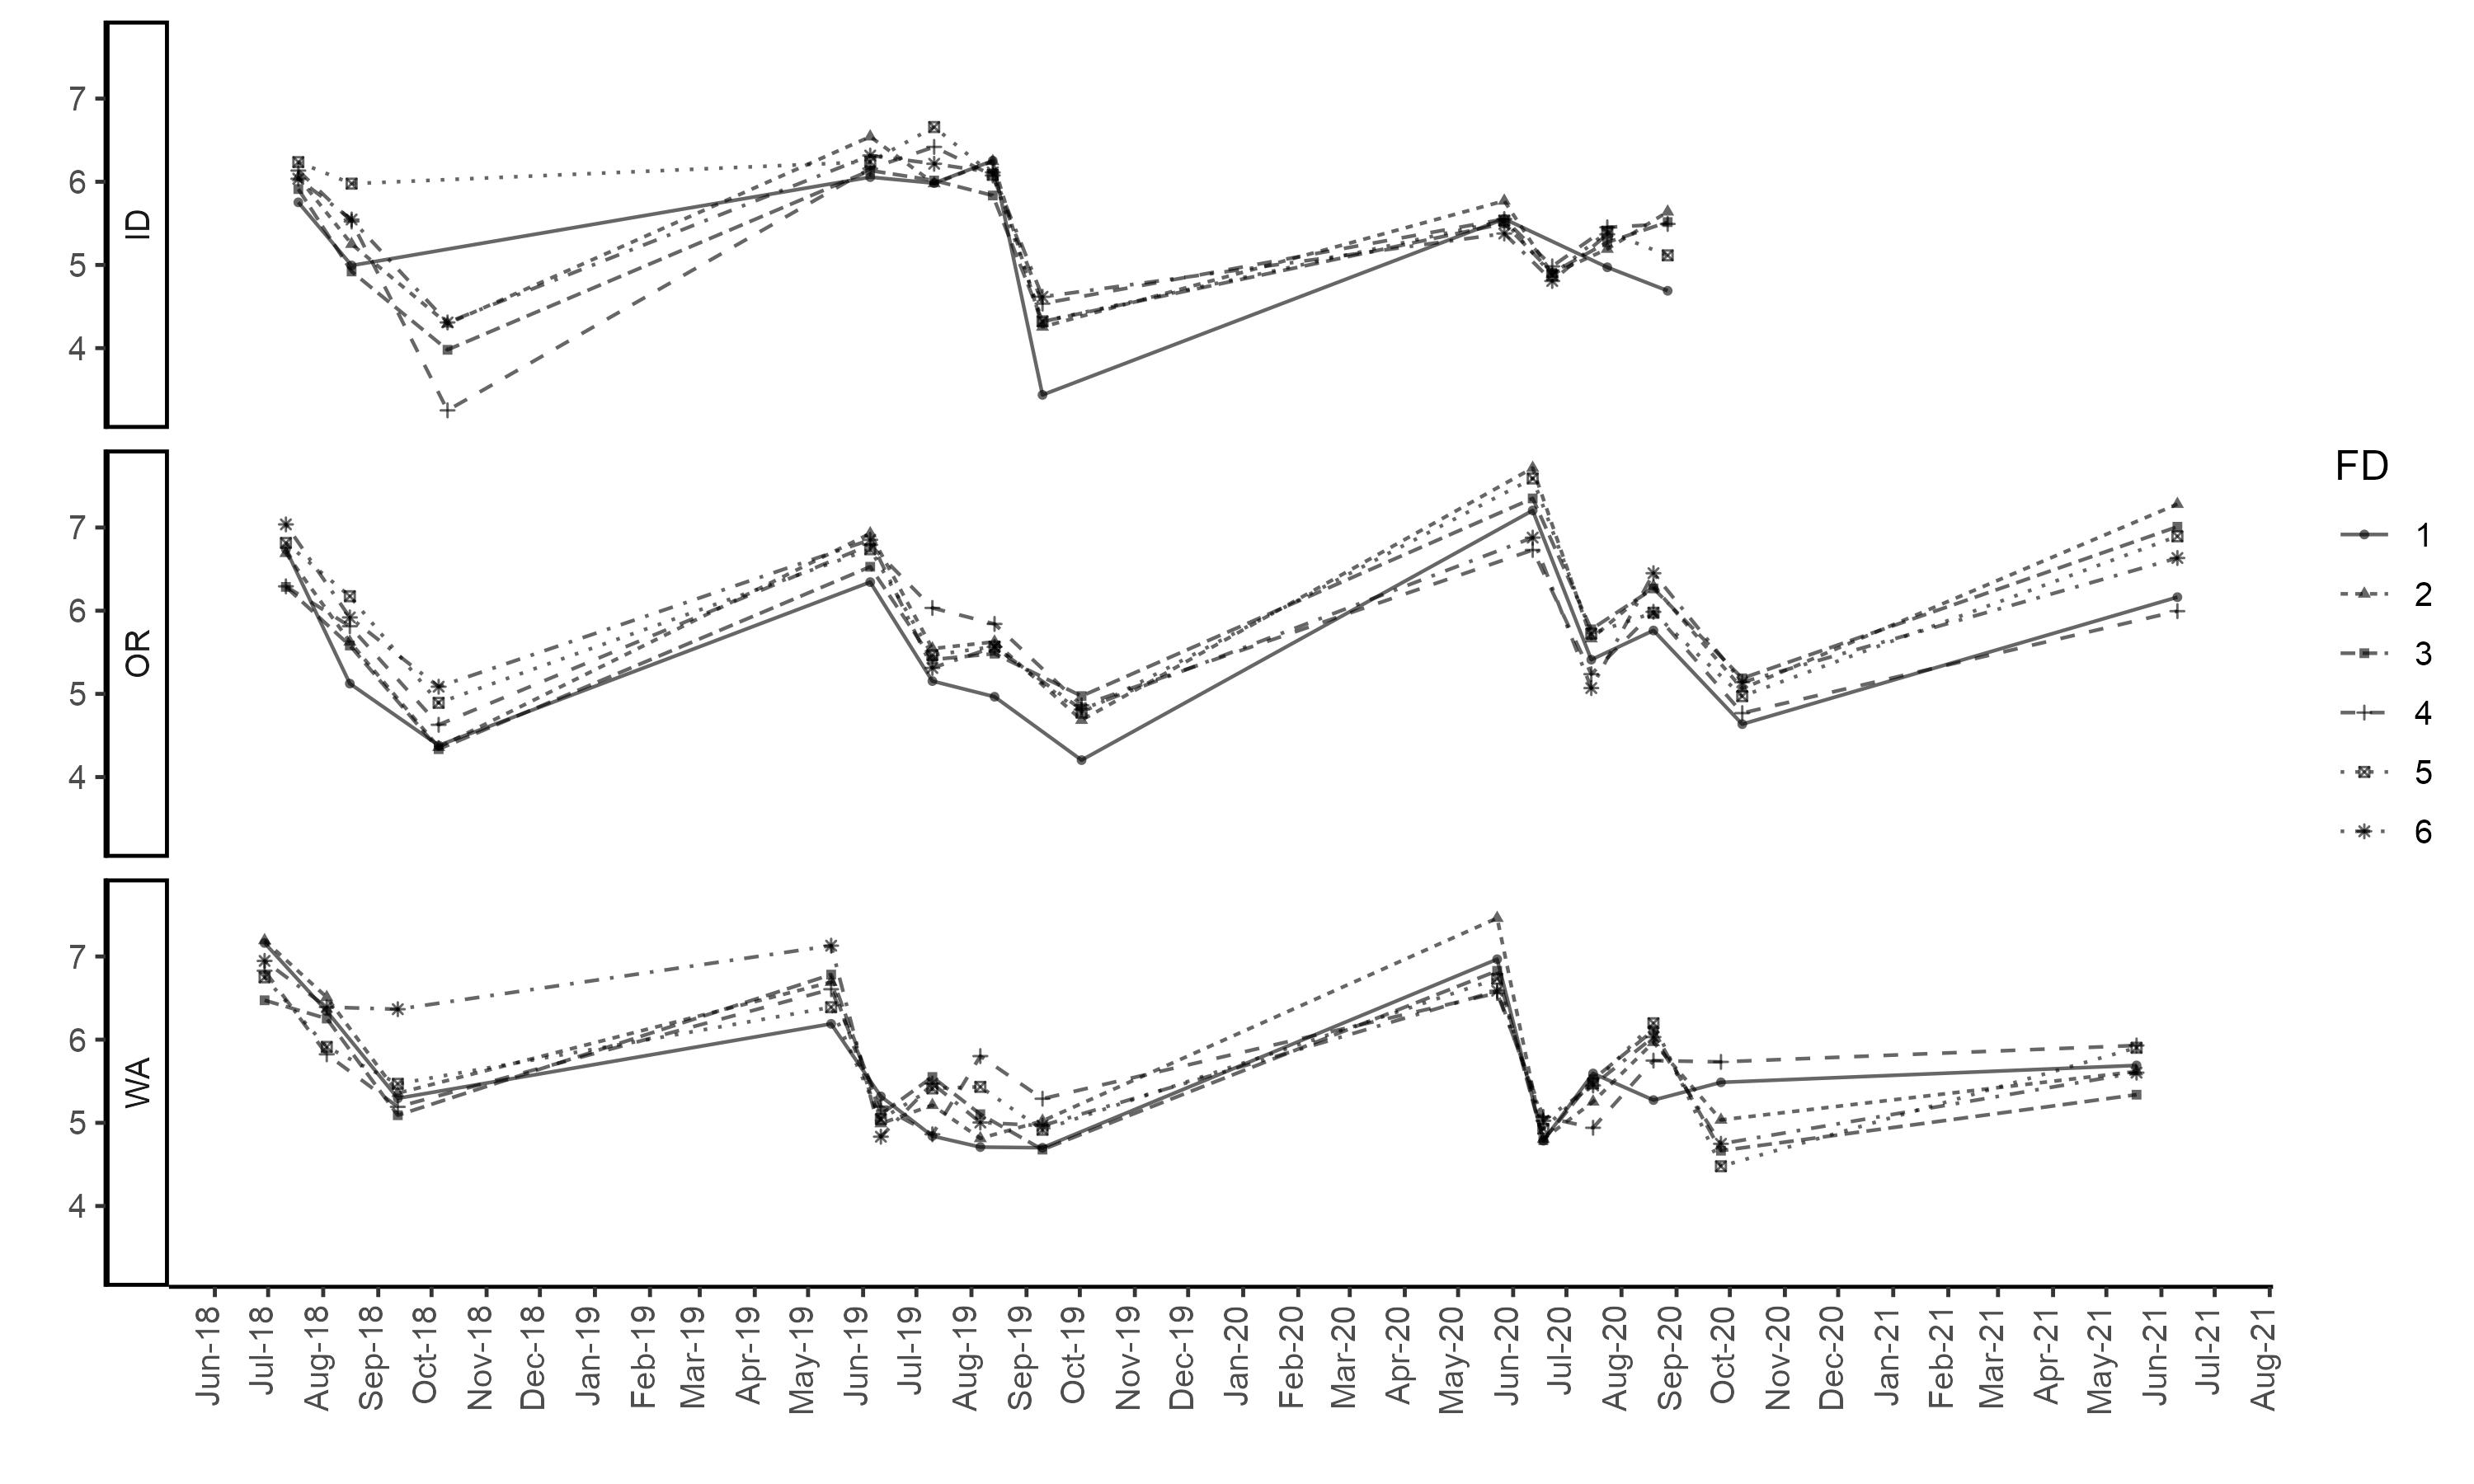 7
6
5
4
ID
7
6
5
4
OR
7
6
5
4
WA
Jun-18
Jul-18
Aug-18
Sep-18
Oct-18
Nov-18
Dec-18
Jan-19
Feb-19
Mar-19
Apr-19
May-19
Jun-19
Jul-19
Aug-19
Sep-19
Oct-19
Nov-19
Dec-19
Jan-20
Feb-20
Mar-20
Apr-20
May-20
Jun-20
Jul-20
Aug-20
Sep-20
Oct-20
Nov-20
Dec-20
Jan-21
Feb-21
Mar-21
Apr-21
May-21
Jun-21
Jul-21
Aug-21
FD
1
2
3
4
5
6